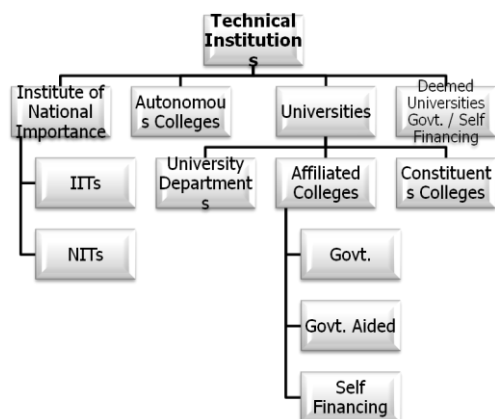 Technical
Institution
s
Institute of
National
Importance
Autonomou
s Colleges
Universities
Deemed
Universities
Govt. / Self
Financing
University
Department
s
Affiliated
Colleges
Constituent
s Colleges
IITs
NITs
Govt.
Govt. Aided
Self
Financing